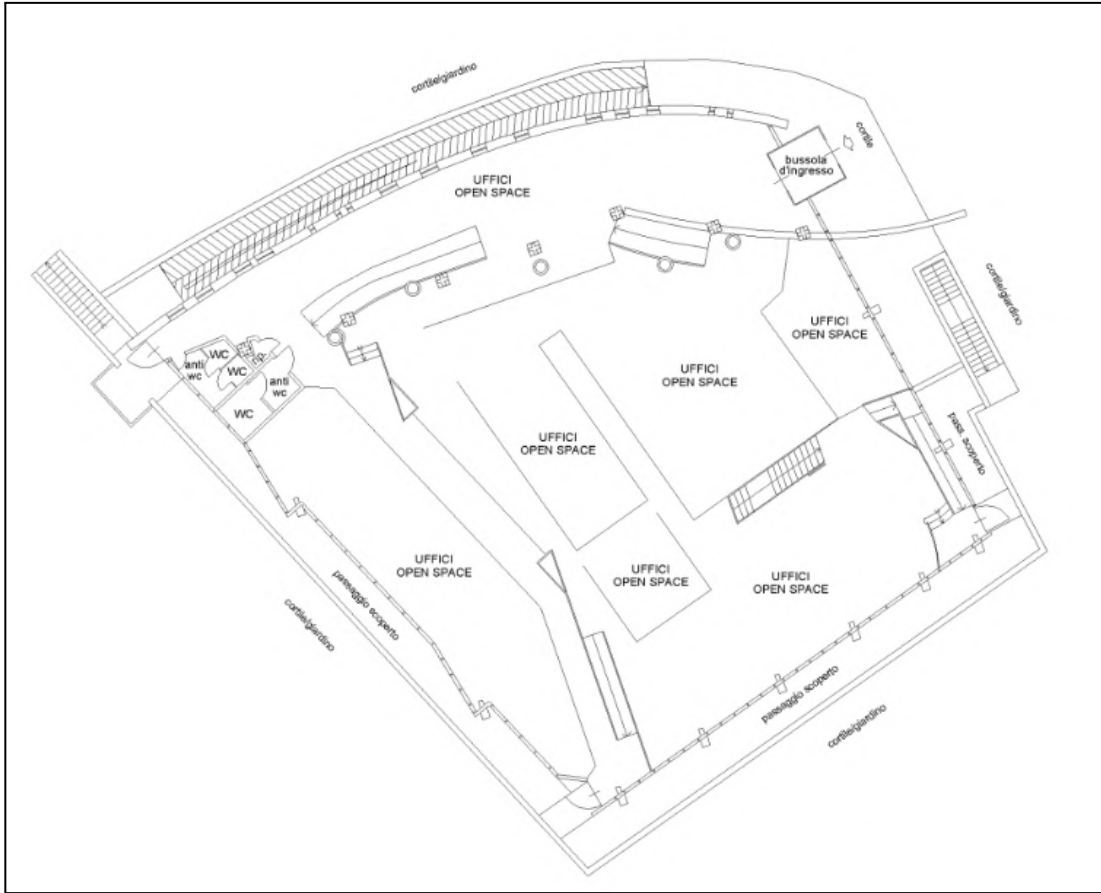 cortile/giardino
cortile
bussola
d'ingresso
UFFICI
OPEN SPACE
cortile/giardino
UFFICI
OPEN SPACE
WC
anti
wc
WC
anti
wc
WC
UFFICI
OPEN SPACE
UFFICI
OPEN SPACE
pass. scoperto
UFFICI
OPEN SPACE
UFFICI
OPEN SPACE
UFFICI
OPEN SPACE
passaggio scoperto
cortile/giardino
passaggio scoperto
cortile/giardino